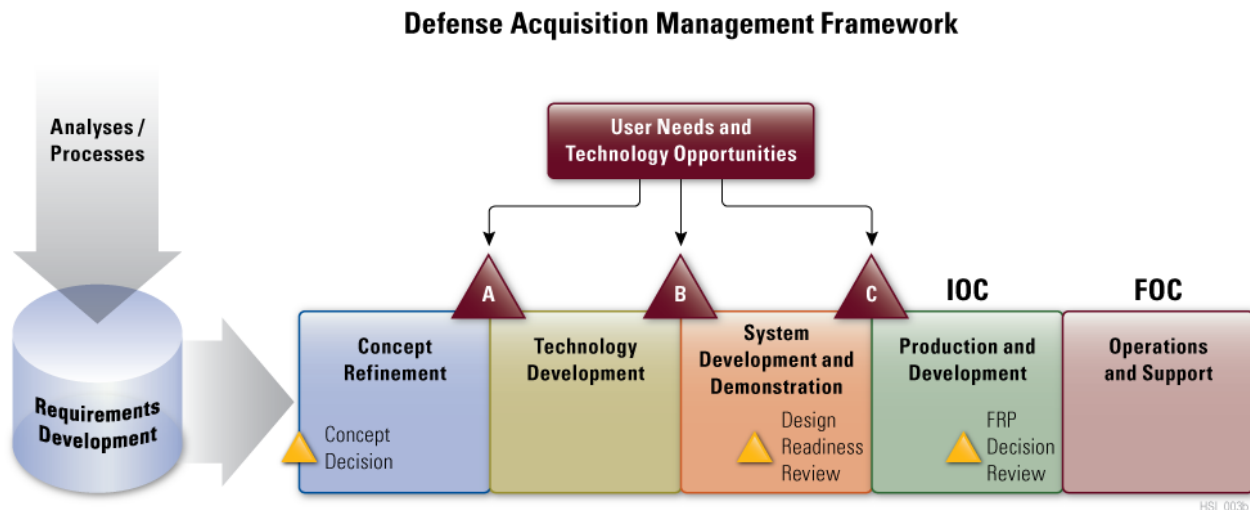 Defense Acquisition Management Framework
Analyses /
Processes
User Needs and
Technology Opportunities
A
B
C
IOC
FOC
Requirements
Development
Concept
Refinement
Technology
Development
System
Development and
Demonstration
Production and
Development
Operations
and Support
Concept
Decision
Design
Readiness
Review
FRP
Decision
Review
HSI_003b